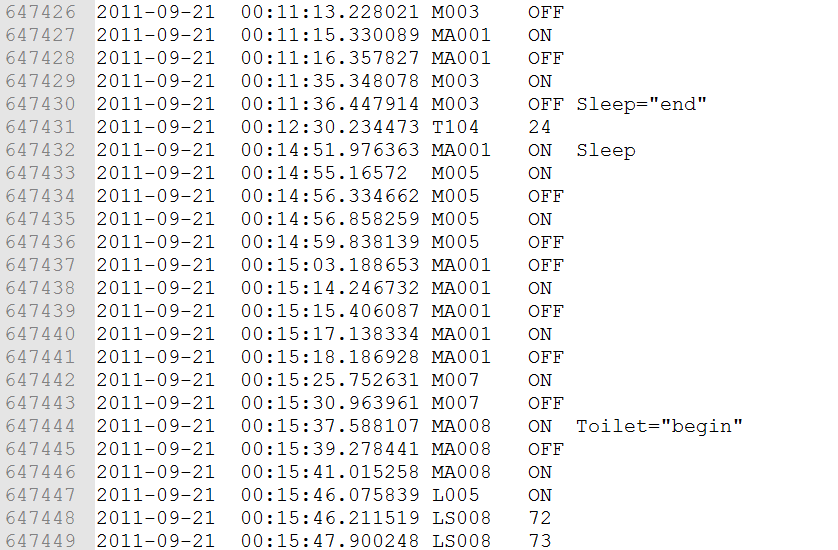 647426 2011-09-21 00:11:13.228021 M003 OFF
647427 2011-09-21 00:11:15.330089 MA001 ON
647428 2011-09-21 00:11:16.357827 MA001 OFF
647429 2011-09-21 00:11:35.348078 M003 ON
647430 2011-09-21 00:11:36.447914 M003 OFF Sleep="end"
647431 2011-09-21 00:12:30.234473 T104 24
647432 2011-09-21 00:14:51.976363 MA001 ON Sleep
647433 2011-09-21 00:14:55.16572 M005 ON
647434 2011-09-21 00:14:56.334662 M005 OFF
647435 2011-09-21 00:14:56.858259 M005 ON
647436 2011-09-21 00:14:59.838139 M005 OFF
647437 2011-09-21 00:15:03.188653 MA001 OFF
647438 2011-09-21 00:15:14.246732 MA001 ON
647439 2011-09-21 00:15:15.406087 MA001 OFF
647440 2011-09-21 00:15:17.138334 MA001 ON
647441 2011-09-21 00:15:18.186928 MA001 OFF
647442 2011-09-21 00:15:25.752631 M007 ON
647443 2011-09-21 00:15:30.963961 M007 OFF
647444 2011-09-21 00:15:37.588107 MA008 ON Toilet="begin"
647445 2011-09-21 00:15:39.278441 MA008 OFF
647446 2011-09-21 00:15:41.015258 MA008 ON
647447 2011-09-21 00:15:46.075839 L005 ON
647448 2011-09-21 00:15:46.211519 LS008 72
647449 2011-09-21 00:15:47.900248 LS008 73